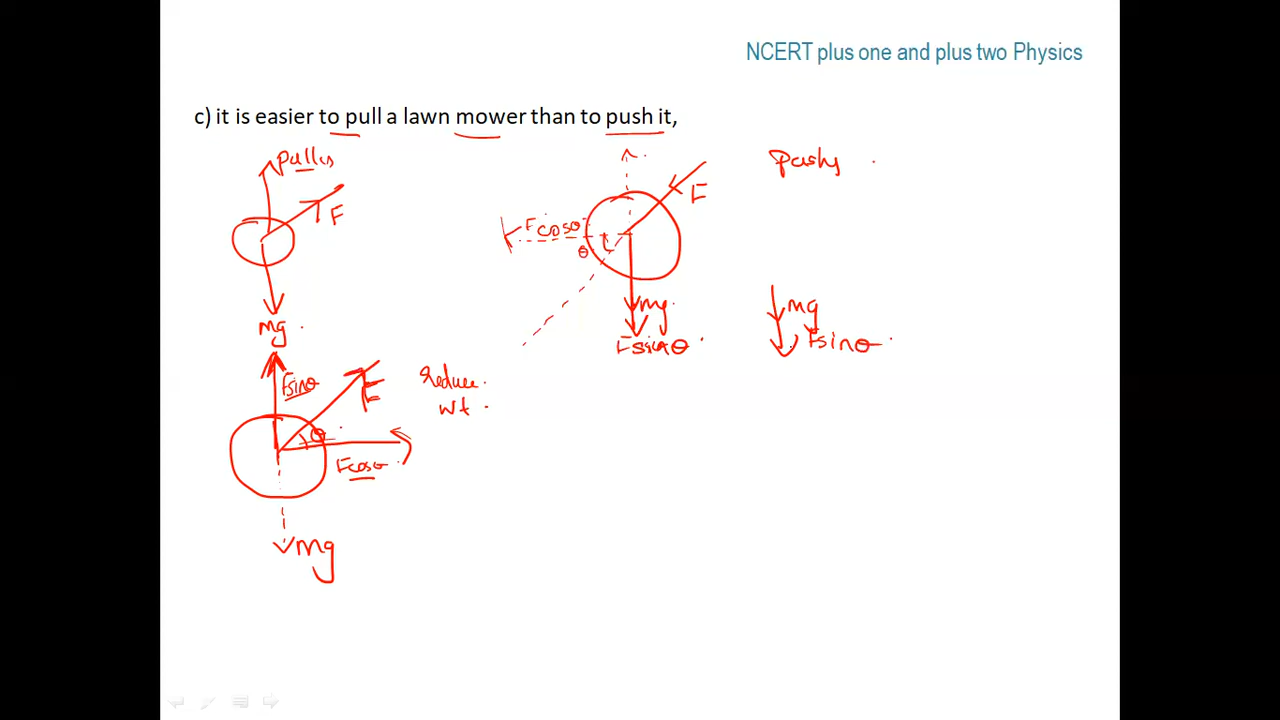 NCERT plus one and plus two Physics
c) it is easier to pull a lawn mower than to push it,
pulling
F
mg
Fsinθ
F
θ
Fcosθ
reduce
wt
mg
push
F
Fcosθ
θ
mg
Fsinθ
mg
Fsinθ